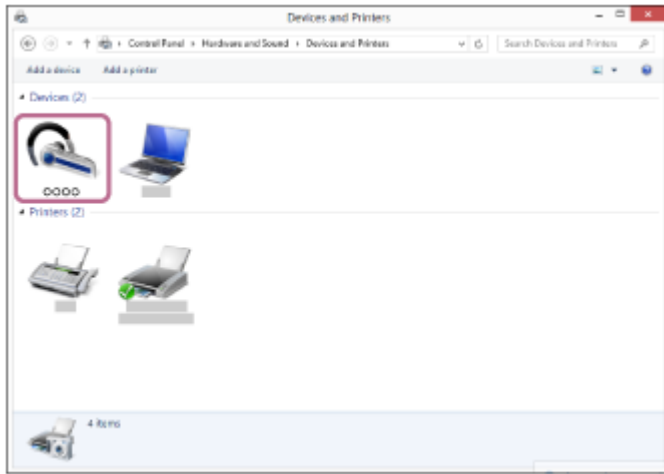 Devices and Printers
Control Panel › Hardware and Sound › Devices and Printers
Search Devices and Printers
Add a device Add a printer
Devices (2)
OOOO
Printers (2)
4 items